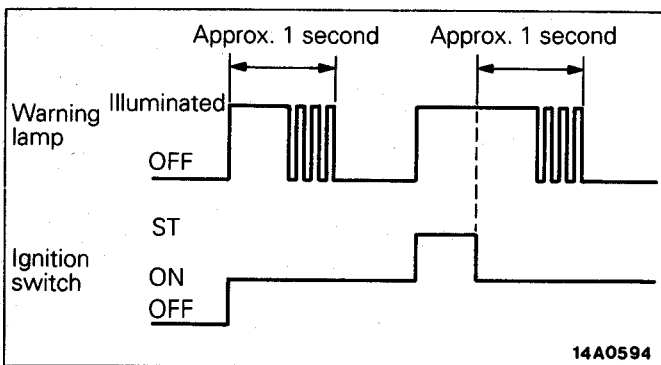 Approx. 1 second
Approx. 1 second
Illuminated
Warning
lamp
OFF
ST
Ignition
switch
ON
OFF
14A0594